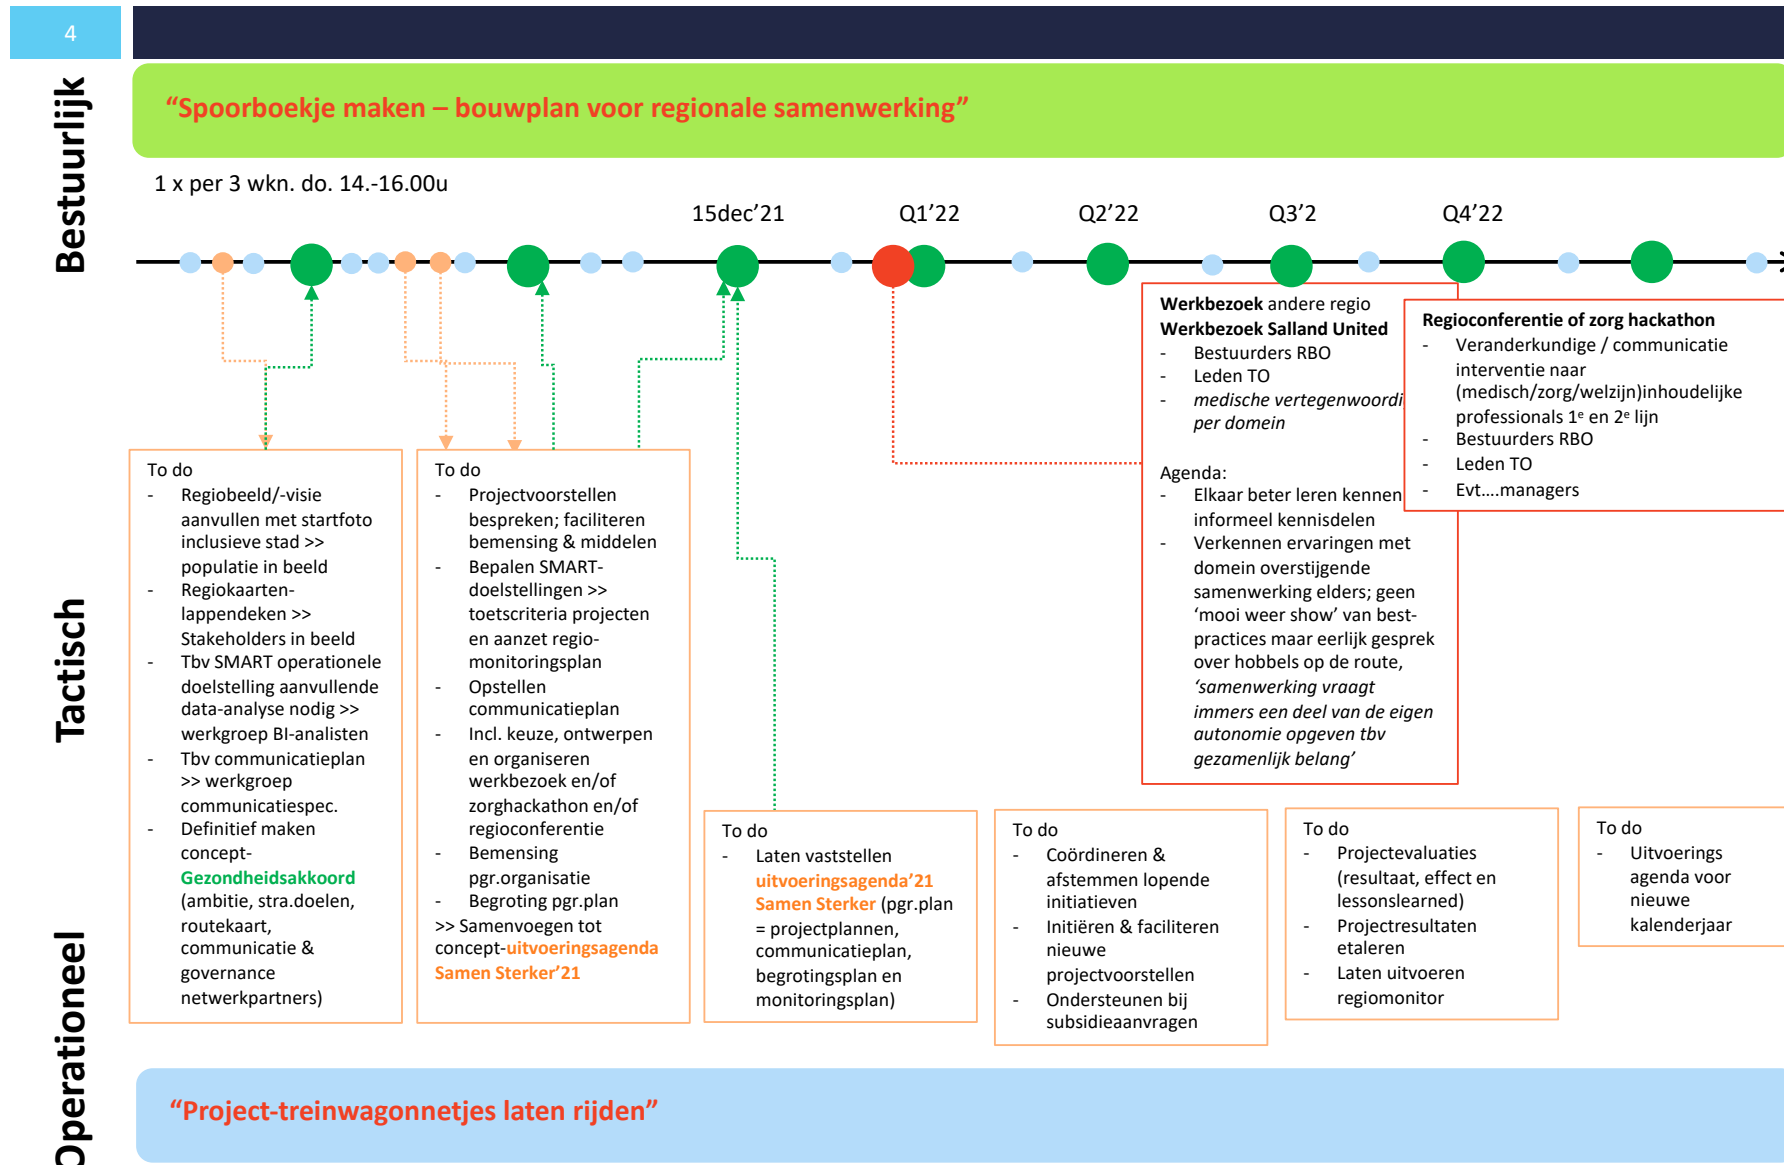 4
Bestuurlijk
“Spoorboekje maken – bouwplan voor regionale samenwerking”
1 x per 3 wkn. do. 14.-16.00u
15dec’21
Q1’22
Q2’22
Q3’2
Q4’22
Werkbezoek andere regio
Werkbezoek Salland United
- Bestuurders RBO
- Leden TO
- medische vertegenwoordi
per domein
Agenda:
- Elkaar beter leren kennen
informeel kennisdelen
- Verkennen ervaringen met
domein overstijgende
samenwerking elders; geen
‘mooi weer show’ van best-
practices maar eerlijk gesprek
over hobbels op de route,
‘samenwerking vraagt
immers een deel van de eigen
autonomie opgeven tbv
gezamenlijk belang’
Regioconferentie of zorg hackathon
- Veranderkundige / communicatie
interventie naar
(medisch/zorg/welzijn)inhoudelijke
professionals 1e en 2e lijn
- Bestuurders RBO
- Leden TO
- Evt....managers
Tactisch
To do
- Regiobeeld/-visie
aanvullen met startfoto
inclusieve stad >>
populatie in beeld
- Regiokaarten-
lappendeken >>
Stakeholders in beeld
- Tbv SMART operationele
doelstelling aanvullende
data-analyse nodig >>
werkgroep BI-analisten
- Tbv communicatieplan
>> werkgroep
communicatiespec.
- Definitief maken
concept-
Gezondheidsakkoord
(ambitie, stra.doelen,
routekaart,
communicatie &
governance
netwerkpartners)
To do
- Projectvoorstellen
bespreken; faciliteren
bemensing & middelen
- Bepalen SMART-
doelstellingen >>
toetscriteria projecten
en aanzet regio-
monitoringsplan
- Opstellen
communicatieplan
- Incl. keuze, ontwerpen
en organiseren
werkbezoek en/of
zorghackathon en/of
regioconferentie
- Bemensing
pgr.organisatie
- Begroting pgr.plan
>> Samenvoegen tot
concept-uitvoeringsagenda
Samen Sterker’21
To do
- Laten vaststellen
uitvoeringsagenda’21
Samen Sterker (pgr.plan
= projectplannen,
communicatieplan,
begrotingsplan en
monitoringsplan)
To do
- Coördineren &
afstemmen lopende
initiatieven
- Initiëren & faciliteren
nieuwe
projectvoorstellen
- Ondersteunen bij
subsidieaanvragen
To do
- Projectevaluaties
(resultaat, effect en
lessonslearned)
- Projectresultaten
etaleren
- Laten uitvoeren
regiomonitor
To do
- Uitvoerings
agenda voor
nieuwe
kalenderjaar
Operationeel
“Project-treinwagonnetjes laten rijden”